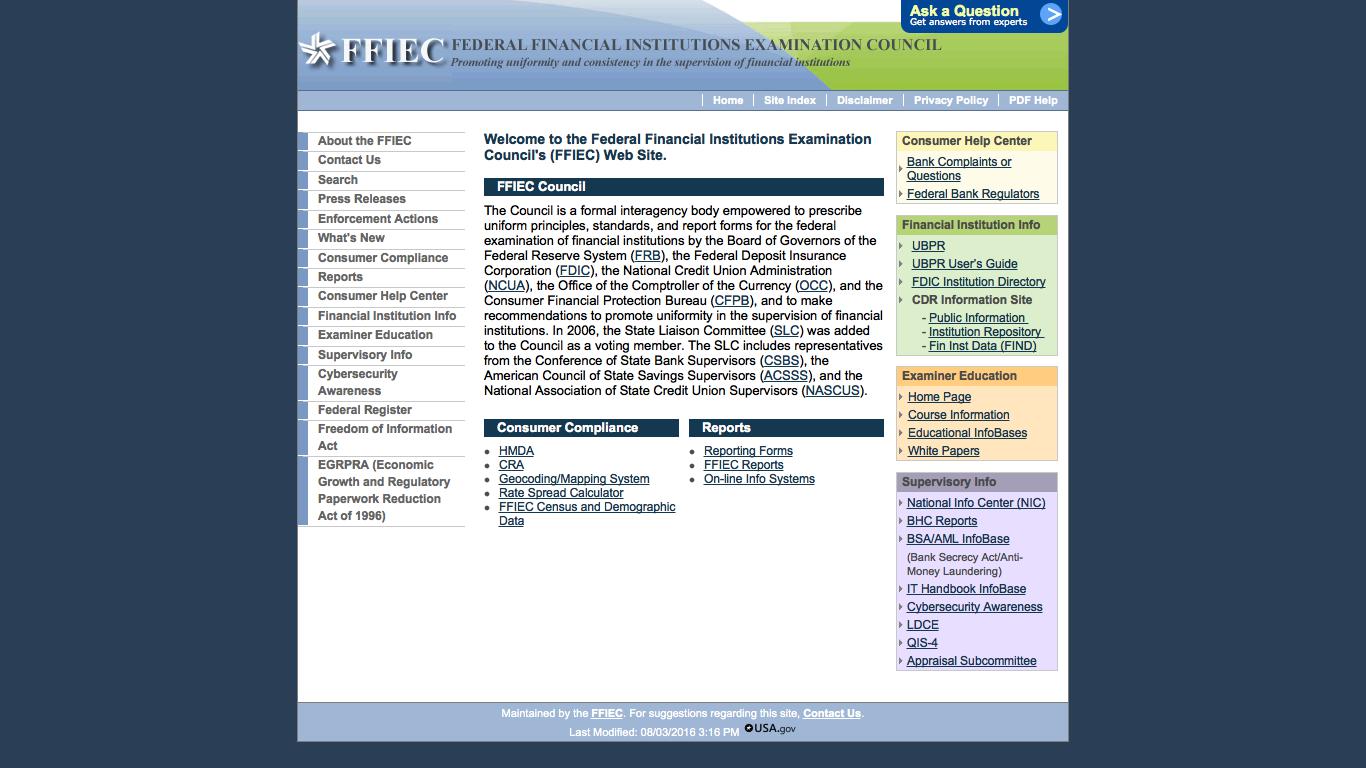 Ask a Question
Get answers from experts
FFIEC
FEDERAL FINANCIAL INSTITUTIONS EXAMINATION COUNCIL
Promoting uniformity and consistency in the supervision of financial institutions
Home
Site Index
Disclaimer
Privacy Policy
PDF Help
About the FFIEC
Contact Us
Search
Press Releases
Enforcement Actions
What's New
Consumer Compliance
Reports
Consumer Help Center
Financial Institution Info
Examiner Education
Supervisory Info
Cybersecurity
Awareness
Federal Register
Freedom of Information
Act
EGRPRA (Economic
Growth and Regulatory
Paperwork Reduction
Act of 1996)
Welcome to the Federal Financial Institutions Examination
Council's (FFIEC) Web Site.
FFIEC Council
The Council is a formal interagency body empowered to prescribe
uniform principles, standards, and report forms for the federal
examination of financial institutions by the Board of Governors of the
Federal Reserve System (FRB), the Federal Deposit Insurance
Corporation (FDIC), the National Credit Union Administration
(NCUA), the Office of the Comptroller of the Currency (OCC), and the
Consumer Financial Protection Bureau (CFPB), and to make
recommendations to promote uniformity in the supervision of financial
institutions. In 2006, the State Liaison Committee (SLC) was added
to the Council as a voting member. The SLC includes representatives
from the Conference of State Bank Supervisors (CSBS), the
American Council of State Savings Supervisors (ACSSS), and the
National Association of State Credit Union Supervisors (NASCUS).
Consumer Compliance
HMDA
CRA
Geocoding/Mapping System
Rate Spread Calculator
FFIEC Census and Demographic
Data
Reports
Reporting Forms
FFIEC Reports
On-line Info Systems
Consumer Help Center
Bank Complaints or
Questions
Federal Bank Regulators
Financial Institution Info
UBPR
UBPR User's Guide
FDIC Institution Directory
CDR Information Site
- Public Information
- Institution Repository
- Fin Inst Data (FIND)
Examiner Education
Home Page
Course Information
Educational InfoBases
White Papers
Supervisory Info
National Info Center (NIC)
BHC Reports
BSA/AML InfoBase
(Bank Secrecy Act/Anti-
Money Laundering)
IT Handbook InfoBase
Cybersecurity Awareness
LDCE
QIS-4
Appraisal Subcommittee
Maintained by the FFIEC. For suggestions regarding this site, Contact Us.
Last Modified: 08/03/2016 3:16 PM USA.gov